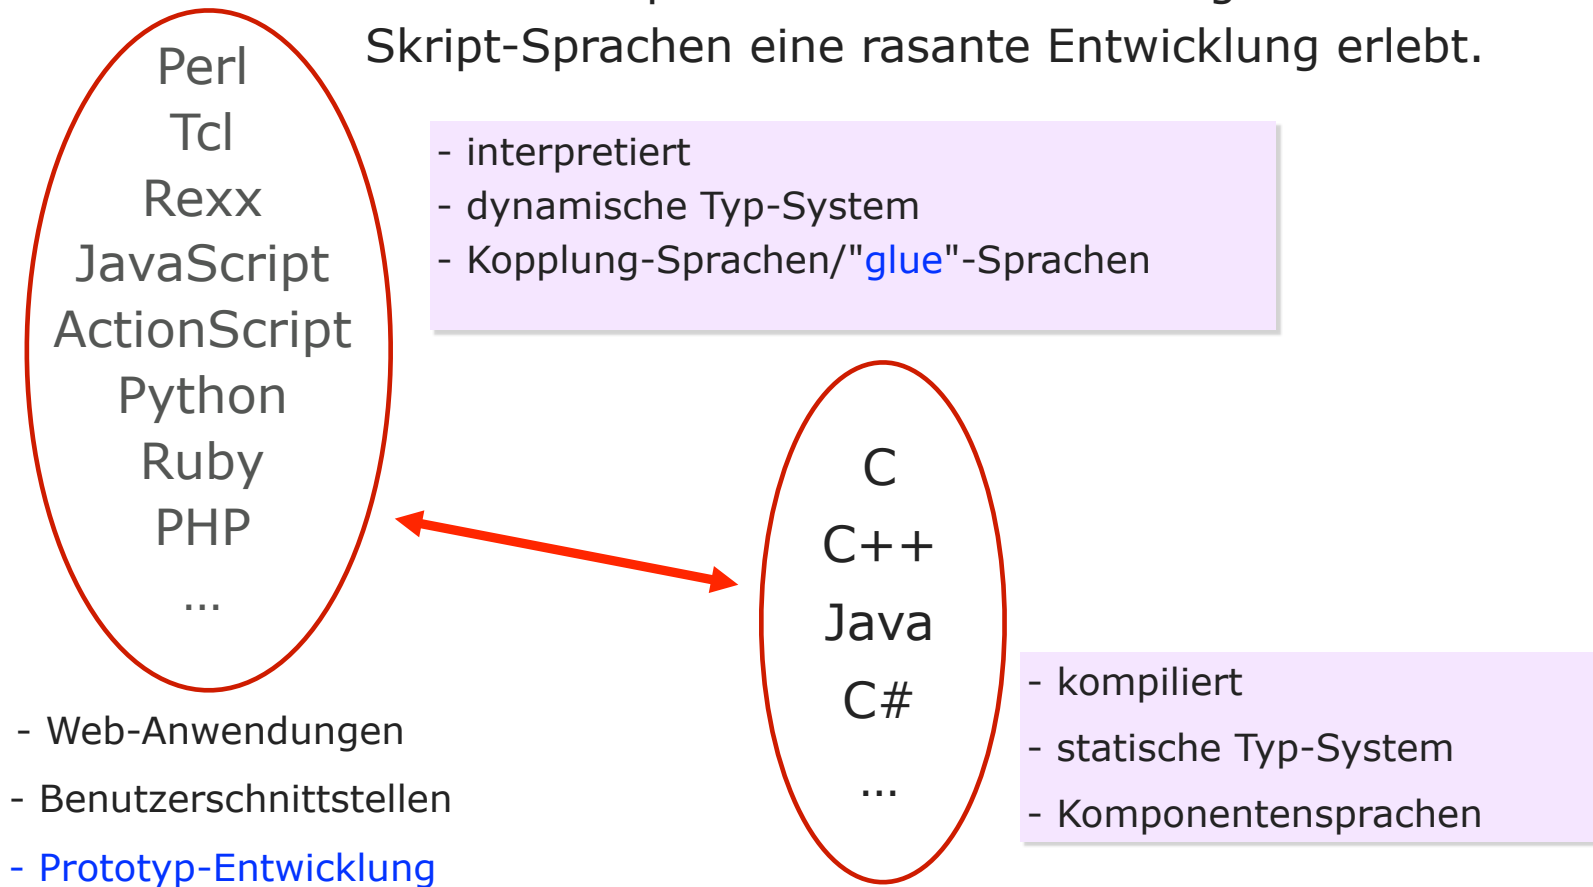 Skript-Sprachen eine rasante Entwicklung erlebt.
Perl
Tcl
Rexx
JavaScript
ActionScript
Python
Ruby
PHP
...
- interpretiert
- dynamische Typ-System
- Kopplung-Sprachen/"glue"-Sprachen
C
C++
Java
C#
...
- kompiliert
- statische Typ-System
- Komponentensprachen
- Web-Anwendungen
- Benutzerschnittstellen
- Prototyp-Entwicklung